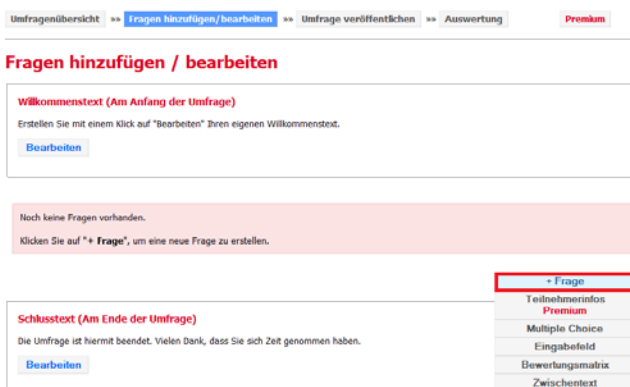 Umfragenübersicht »» Fragen hinzufügen/bearbeiten »» Umfrage veröffentlichen »» Auswertung Premium
Fragen hinzufügen / bearbeiten
Willkommenstext (Am Anfang der Umfrage)
Erstellen Sie mit einem Klick auf "Bearbeiten" Ihren eigenen Willkommenstext.
Bearbeiten
Noch keine Fragen vorhanden.
Klicken Sie auf "+ Frage", um eine neue Frage zu erstellen.
+ Frage
Teilnehmerinfos
Premium
Multiple Choice
Eingabefeld
Bewertungsmatrix
Zwischentext
Schlusstext (Am Ende der Umfrage)
Die Umfrage ist hiermit beendet. Vielen Dank, dass Sie sich Zeit genommen haben.
Bearbeiten